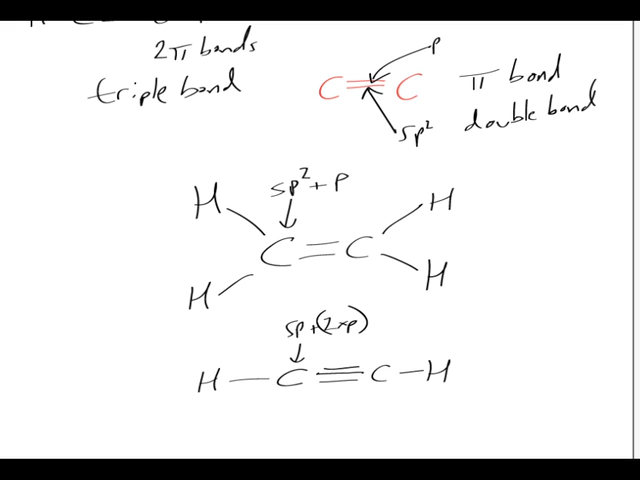 2π bonds
triple bond
p
C = C
π bond
sp²
double bond
sp² + p
H H
C = C
H H
sp+(2×p)
H — C ≡ C — H